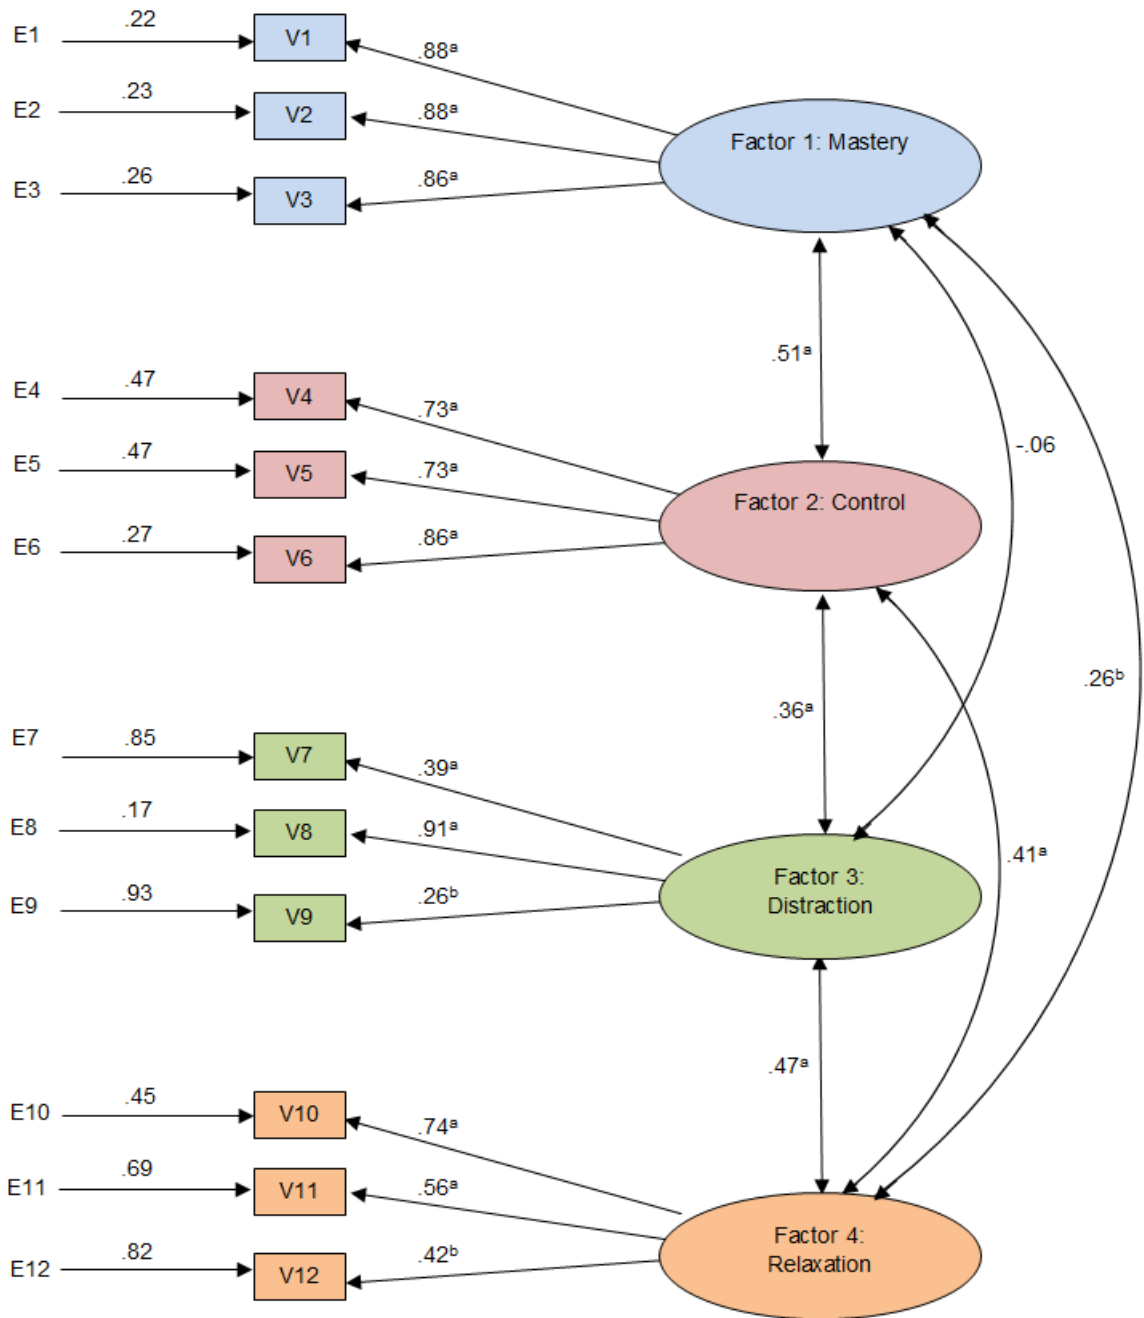 E1 .22 V1 .88ª
E2 .23 V2 .88ª
E3 .26 V3 .86ª
Factor 1: Mastery
.51ª
-.06
.26ᵇ
E4 .47 V4 .73ª
E5 .47 V5 .73ª
E6 .27 V6 .86ª
Factor 2: Control
.36ª
.41ª
E7 .85 V7 .39ª
E8 .17 V8 .91ª
E9 .93 V9 .26ᵇ
Factor 3:
Distraction
.47ª
E10 .45 V10 .74ª
E11 .69 V11 .56ª
E12 .82 V12 .42ᵇ
Factor 4:
Relaxation